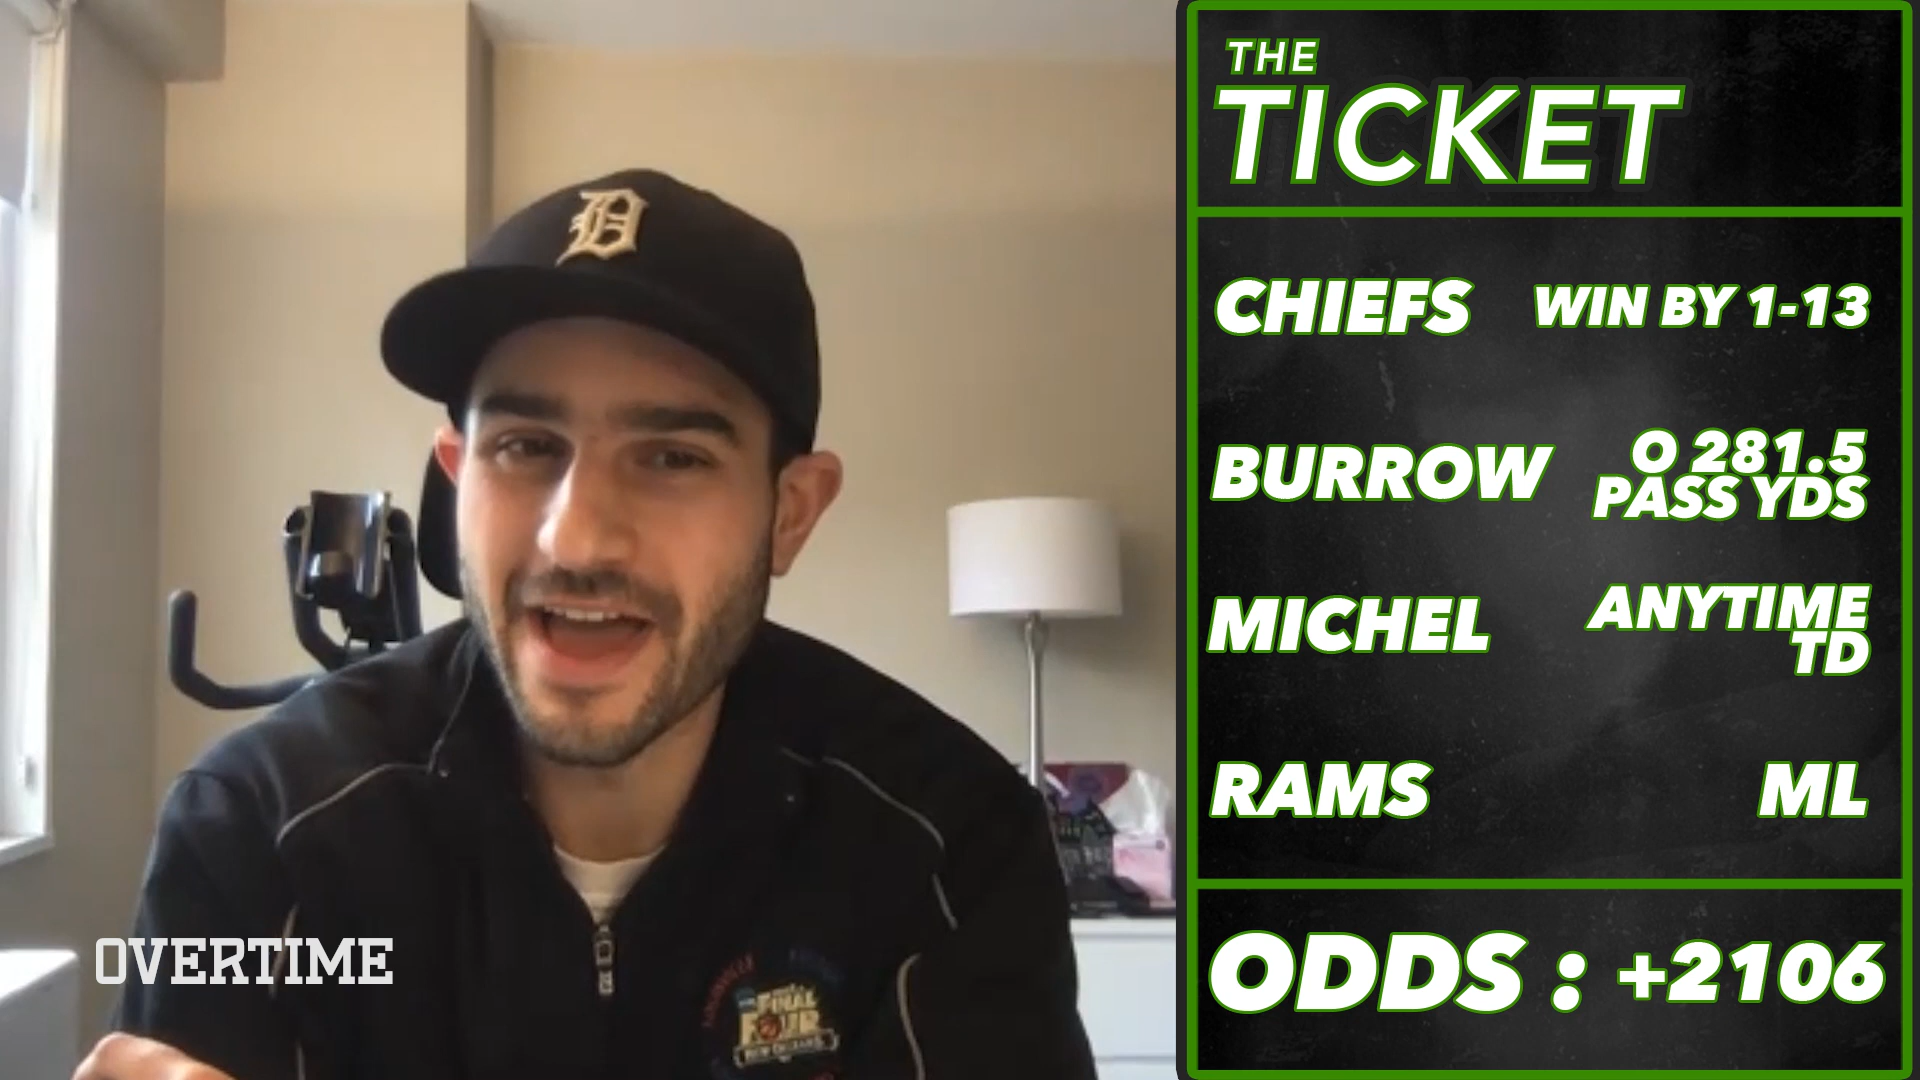 THE
TICKET
CHIEFS WIN BY 1-13
BURROW O 281.5
PASS YDS
MICHEL ANYTIME
TD
RAMS ML
ODDS : +2106
OVERTIME
D
FINAL
FOUR
NEW ORLEANS